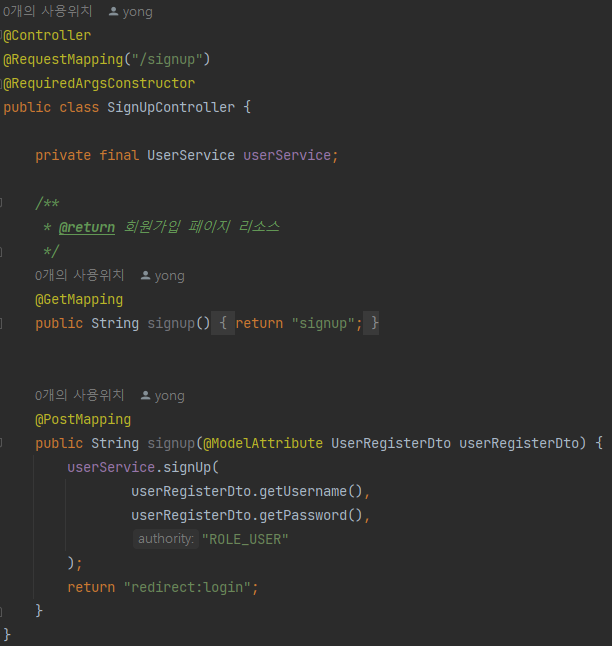 0개의 사용위치 yong
@Controller
@RequestMapping("/signup")
@RequiredArgsConstructor
public class SignUpController {
private final UserService userService;
/**
* @return 회원가입 페이지 리소스
*/
0개의 사용위치 yong
@GetMapping
public String signup() { return "signup"; }
0개의 사용위치 yong
@PostMapping
public String signup(@ModelAttribute UserRegisterDto userRegisterDto) {
userService.signUp(
userRegisterDto.getUsername(),
userRegisterDto.getPassword(),
authority: "ROLE_USER"
);
return "redirect:login";
}
}